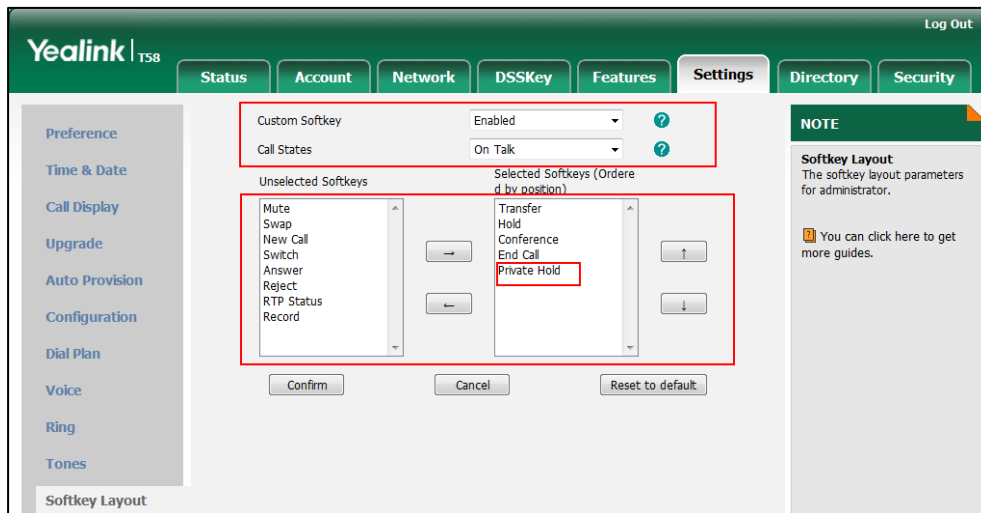 Log Out
Yealink T58
Status Account Network DSSKey Features Settings Directory Security
Preference
Time & Date
Call Display
Upgrade
Auto Provision
Configuration
Dial Plan
Voice
Ring
Tones
Softkey Layout
Custom Softkey Enabled ?
Call States On Talk ?
Unselected Softkeys
Mute
Swap
New Call
Switch
Answer
Reject
RTP Status
Record
→
←
Selected Softkeys (Ordere
d by position)
Transfer
Hold
Conference
End Call
Private Hold
↑
↓
Confirm Cancel Reset to default
NOTE
Softkey Layout
The softkey layout parameters
for administrator.
? You can click here to get
more guides.